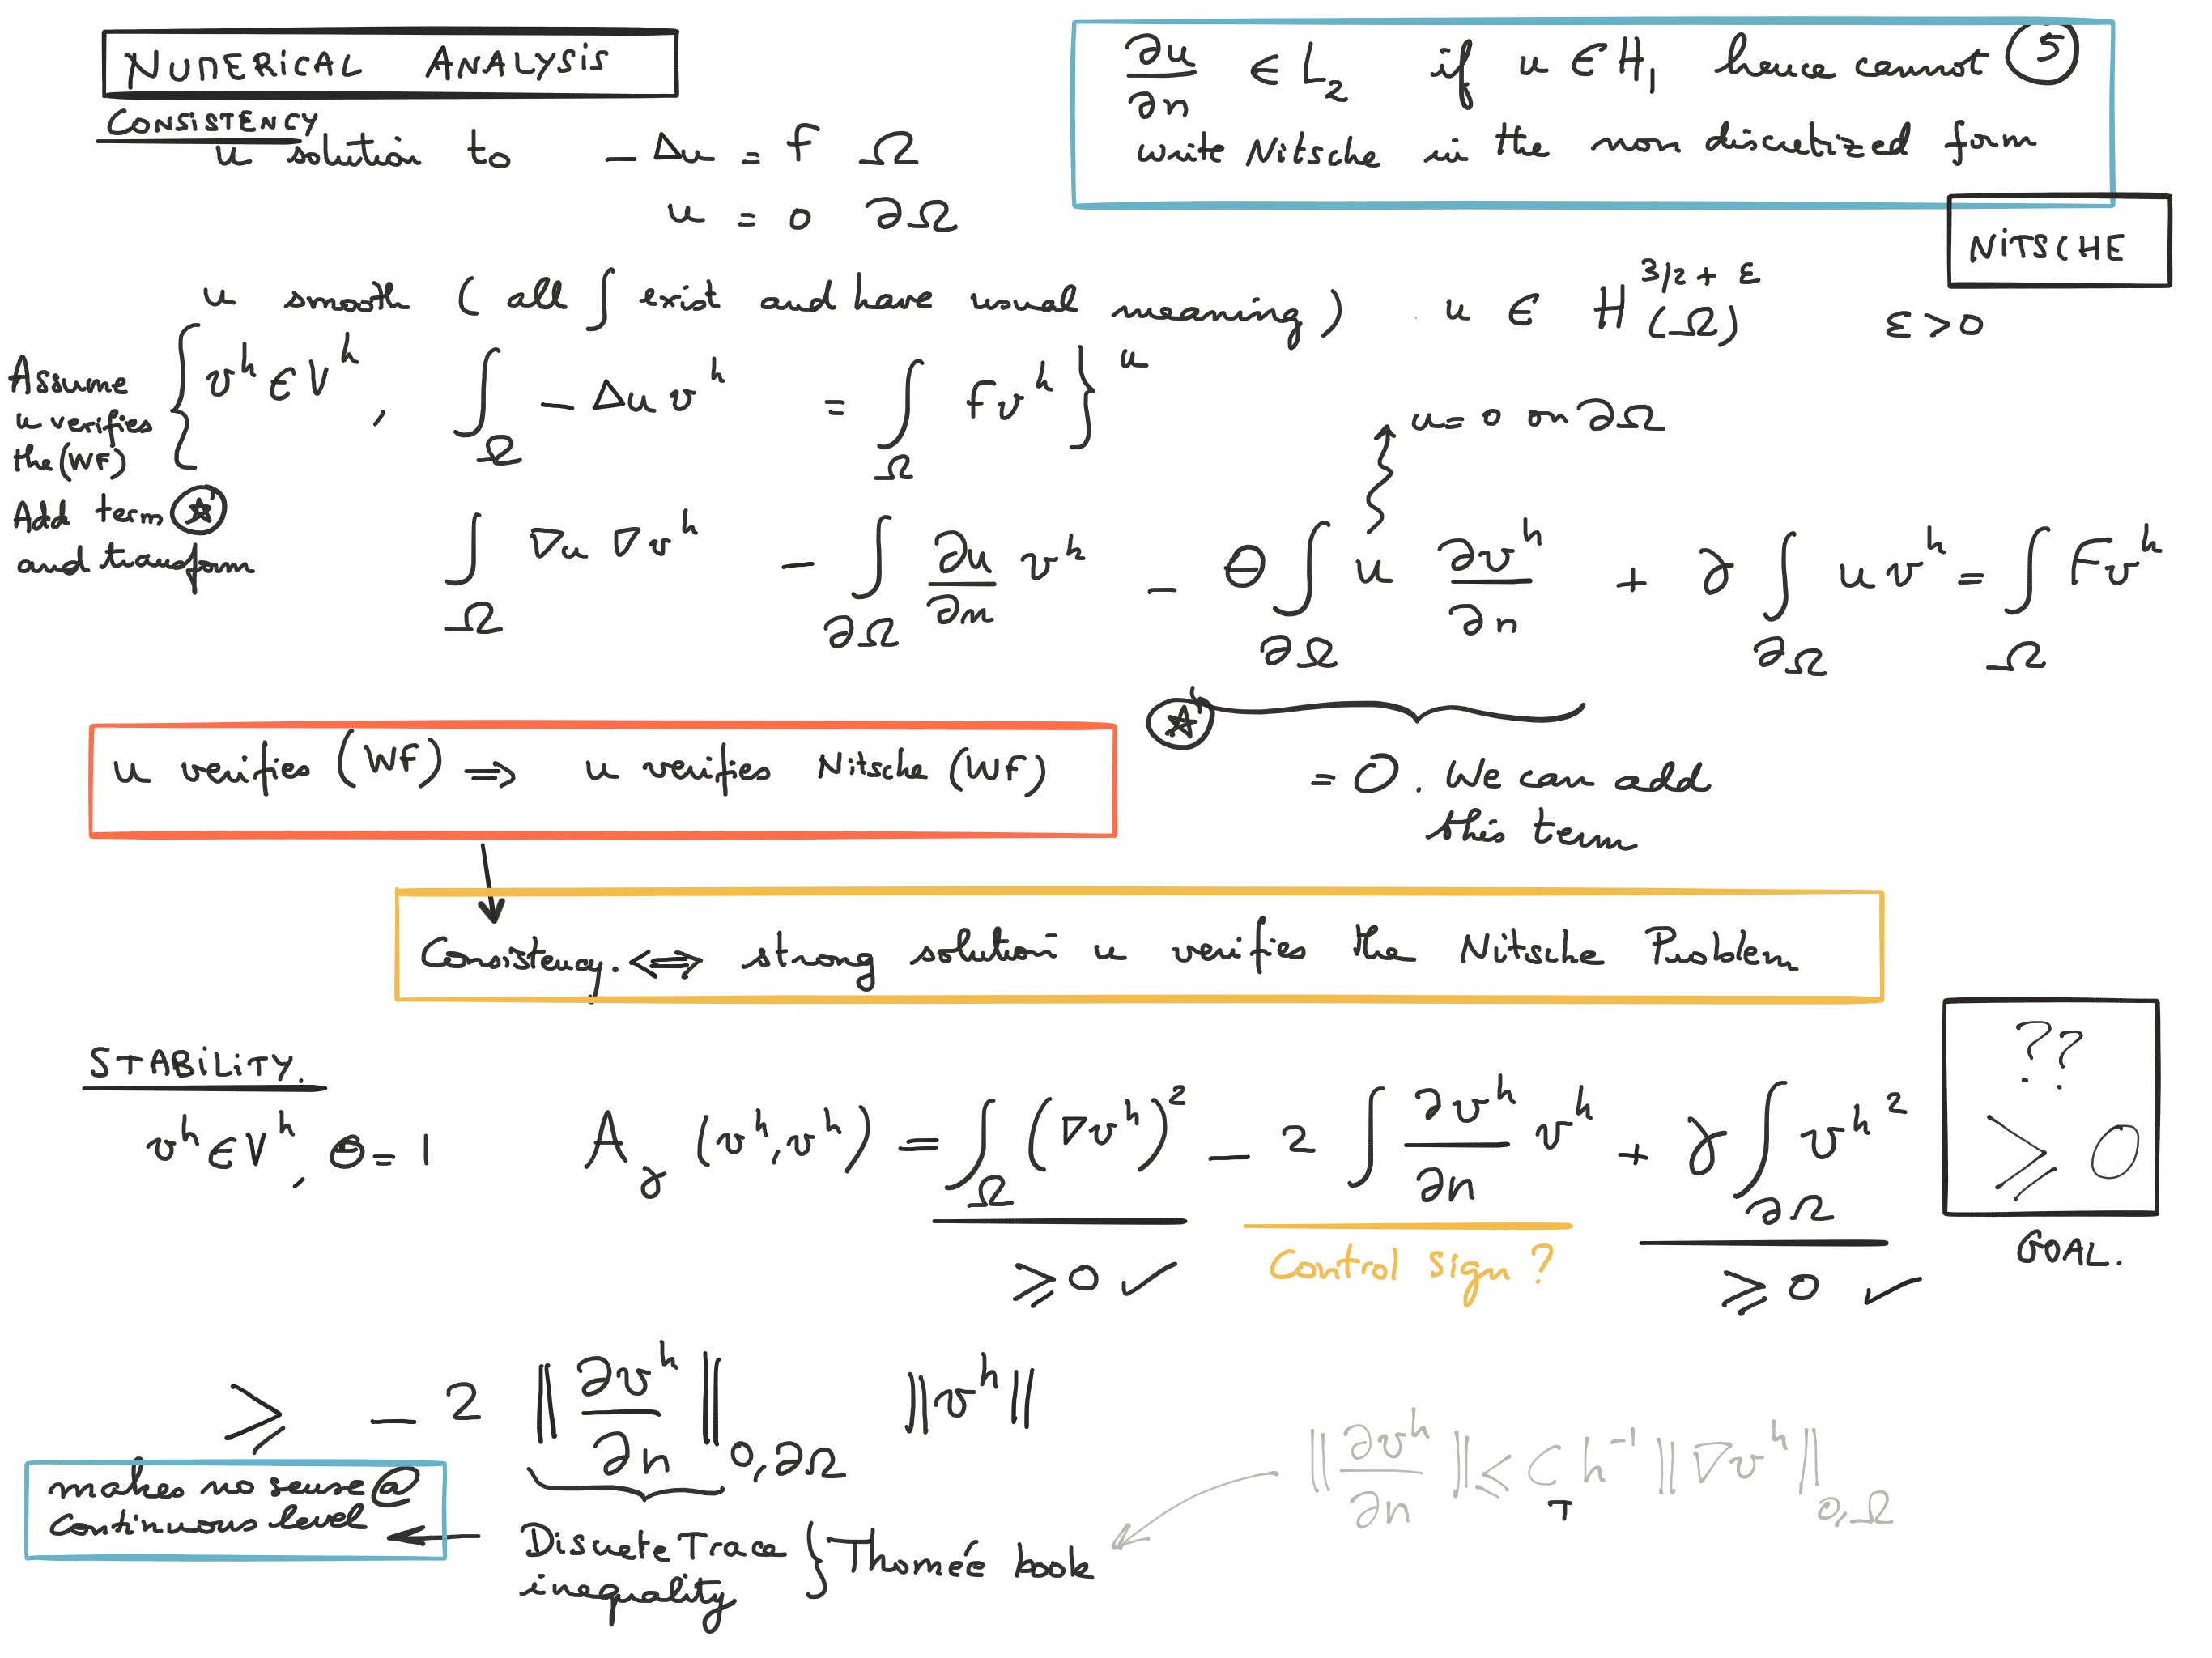 NUMERICAL ANALYSIS
∂u/∂n ∈ L₂ if u ∈ H₁ hence cannot ⑤
write Nitsche in the non discretized form
NITSCHE
CONSISTENCY
u solution to −Δu = f Ω
u = 0 ∂Ω
u smooth (all ∫ exist and have usual meaning) . u ∈ H^{3/2 + ε}(Ω) ε > 0
Assume
u verifies
the (WF)
{ v^h ∈ V^h , ∫_Ω −Δu v^h = ∫_Ω f v^h } u
u = 0 on ∂Ω
Add term ⍟
and transform
∫_Ω ∇u ∇v^h − ∫_∂Ω ∂u/∂n v^h − θ ∫_∂Ω u ∂v^h/∂n + γ ∫_∂Ω u v^h = ∫_Ω F v^h
⍟
= 0. We can add
this term
u verifies (WF) ⇒ u verifies Nitsche (WF)
Consistency. ⇔ strong solution u verifies the Nitsche Problem
STABILITY.
v^h ∈ V^h, θ = 1 A_γ (v^h, v^h) = ∫_Ω (∇v^h)² − 2 ∫ ∂v^h/∂n v^h + γ ∫_∂Ω v^h ²
??
⩾ 0
GOAL.
⩾ 0 ✓
Control sign ?
⩾ 0 ✓
⩾ − 2 ‖∂v^h/∂n‖_{0,∂Ω} ‖v^h‖
‖∂v^h/∂n‖ ⩽ C_T h^{-1} ‖∇v^h‖_{0,Ω}
makes no sense @
continuous level
Discrete Trace
inequality
} Thomée book